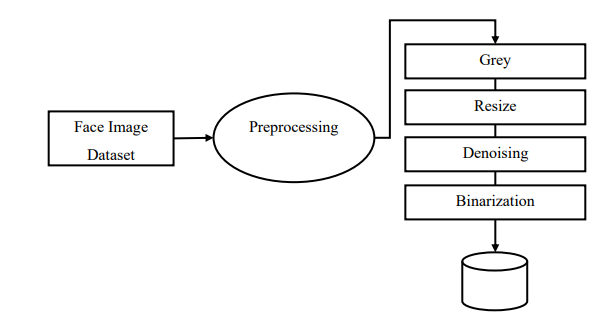 Face Image
Dataset
Preprocessing
Grey
Resize
Denoising
Binarization